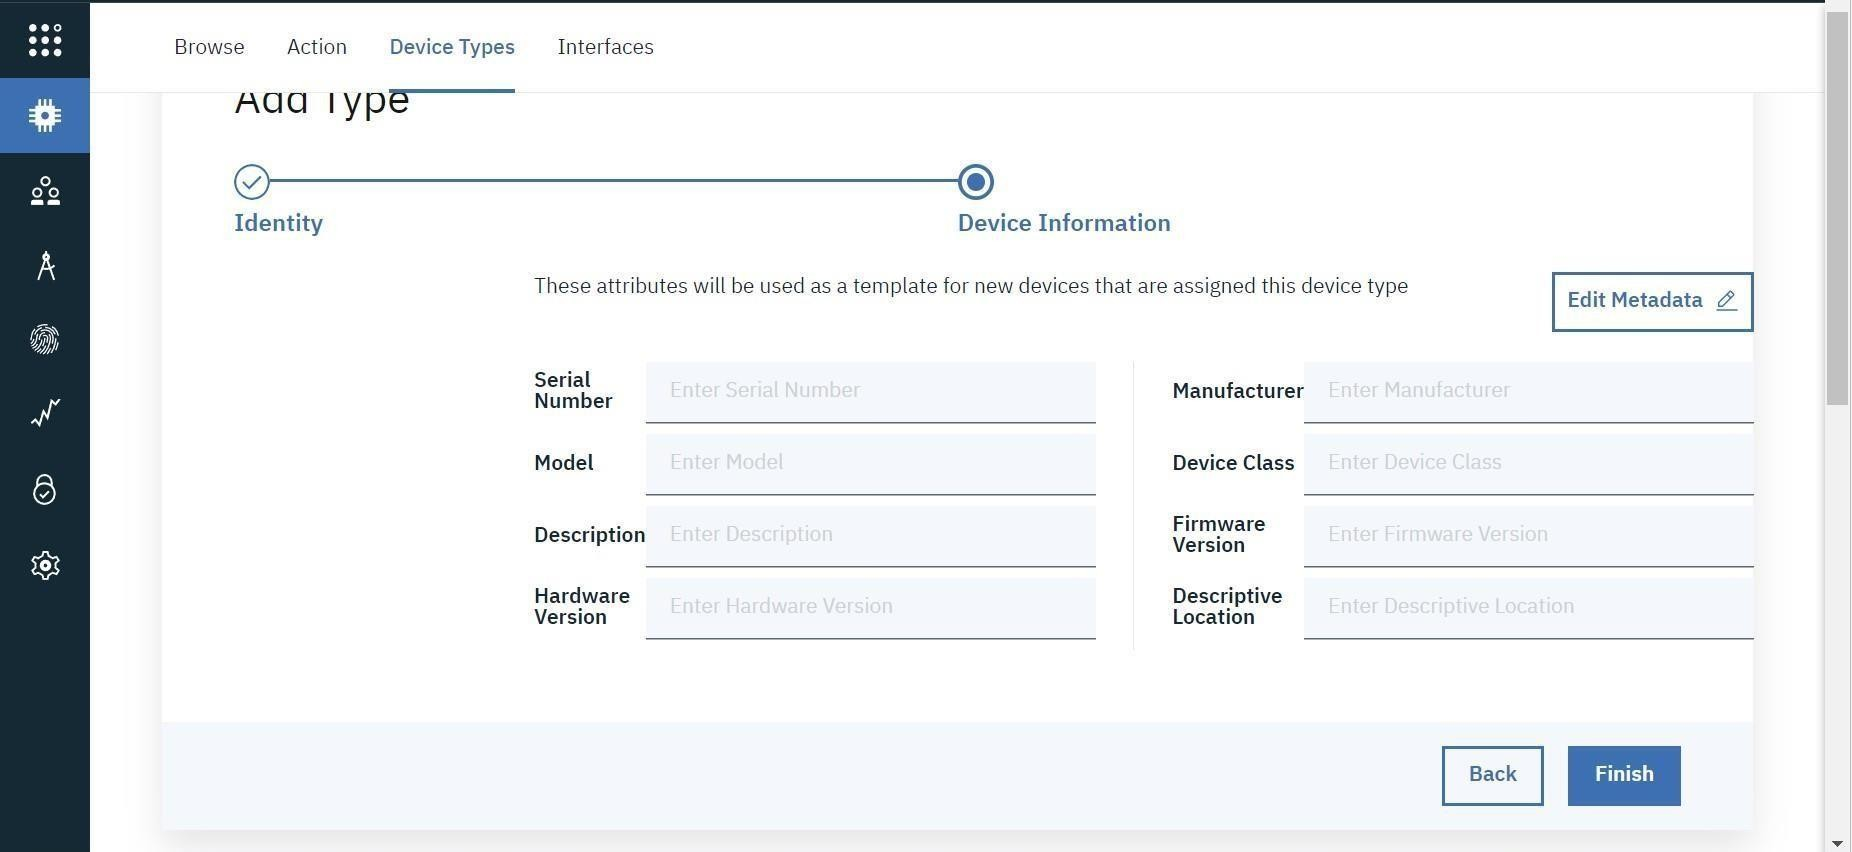 Browse Action Device Types Interfaces
Add Type
Identity Device Information
These attributes will be used as a template for new devices that are assigned this device type
Edit Metadata
Serial Number Enter Serial Number
Manufacturer Enter Manufacturer
Model Enter Model
Device Class Enter Device Class
Description Enter Description
Firmware Version Enter Firmware Version
Hardware Version Enter Hardware Version
Descriptive Location Enter Descriptive Location
Back Finish